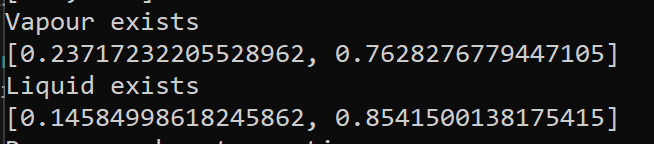 Vapour exists
[0.23717232205528962, 0.7628276779447105]
Liquid exists
[0.14584998618245862, 0.8541500138175415]